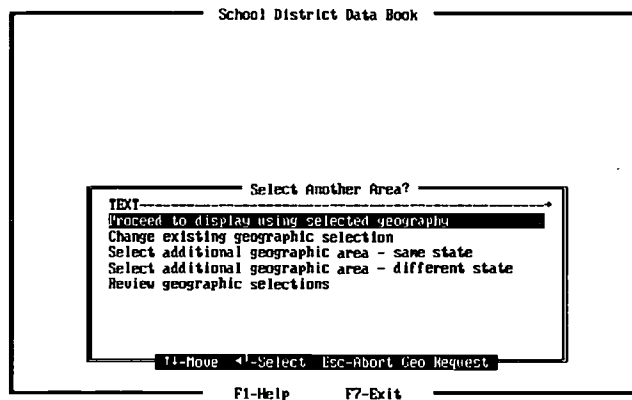 School District Data Book
Select Another Area?
TEXT
Proceed to display using selected geography
Change existing geographic selection
Select additional geographic area - same state
Select additional geographic area - different state
Review geographic selections
↑↓-Move ◄┘-Select Esc-Abort Geo Request
F1-Help F7-Exit